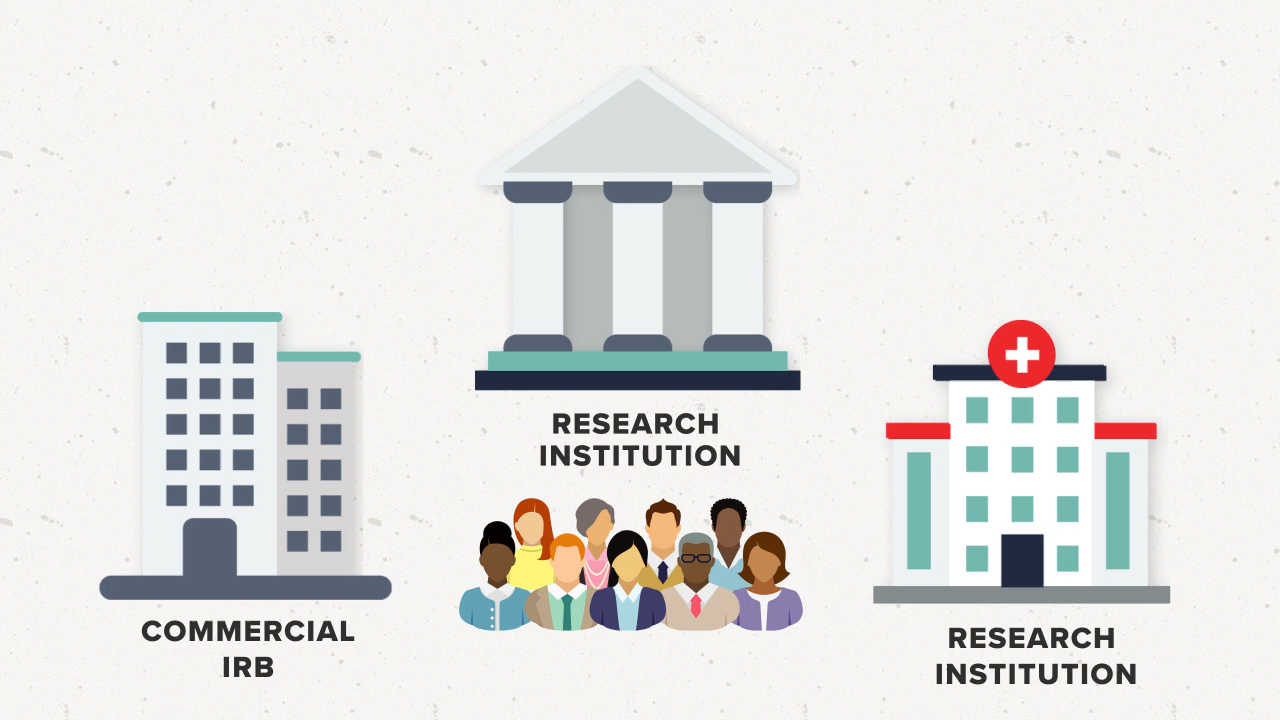 RESEARCH
INSTITUTION
COMMERCIAL
IRB
RESEARCH
INSTITUTION